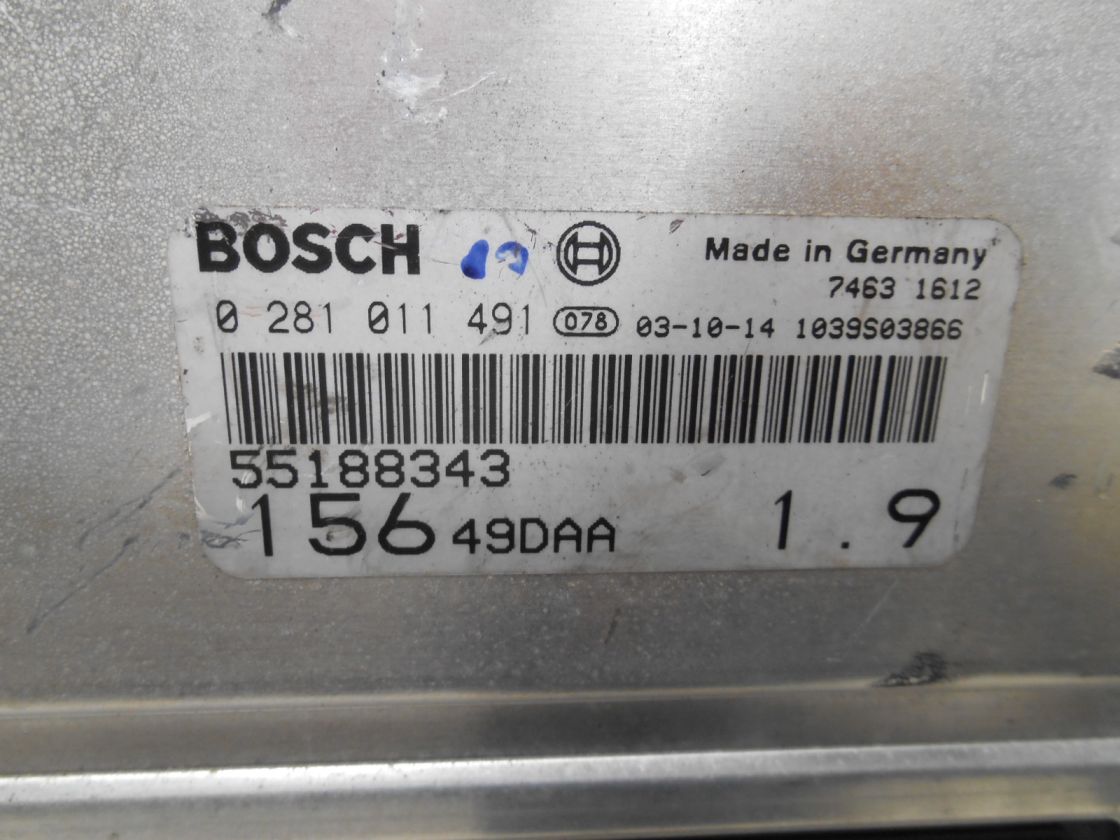 BOSCH Made in Germany
7463 1612
0 281 011 491 078 03-10-14 1039S03866
55188343
156 49DAA 1.9